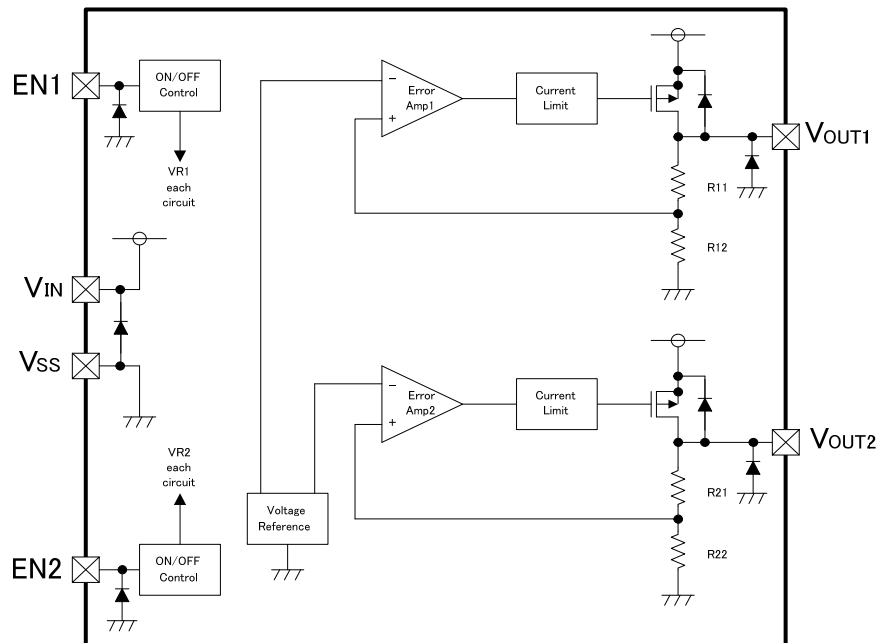 EN1
ON/OFF
Control
VR1
each
circuit
VIN
VSS
VR2
each
circuit
EN2
ON/OFF
Control
Voltage
Reference
−
Error
Amp1
+
Current
Limit
R11
R12
VOUT1
−
Error
Amp2
+
Current
Limit
R21
R22
VOUT2